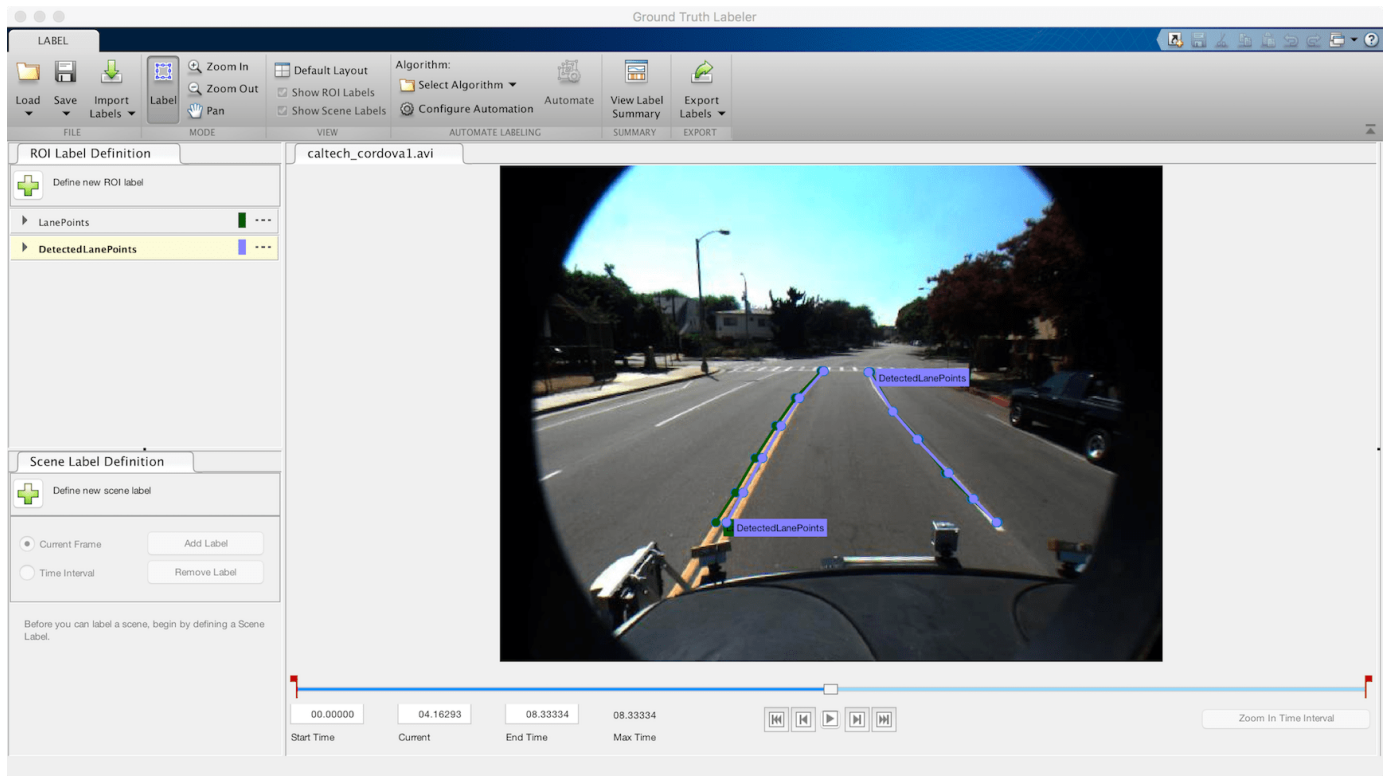 Ground Truth Labeler
LABEL
Load
Save
Import
Labels
Label
Zoom In
Zoom Out
Pan
Default Layout
Show ROI Labels
Show Scene Labels
Algorithm:
Select Algorithm
Configure Automation
Automate
View Label
Summary
Export
Labels
FILE
MODE
VIEW
AUTOMATE LABELING
SUMMARY
EXPORT
ROI Label Definition
caltech_cordova1.avi
Define new ROI label
LanePoints
DetectedLanePoints
DetectedLanePoints
DetectedLanePoints
Scene Label Definition
Define new scene label
Current Frame
Add Label
Time Interval
Remove Label
Before you can label a scene, begin by defining a Scene
Label.
00.00000
04.16293
08.33334
08.33334
Start Time
Current
End Time
Max Time
Zoom In Time Interval